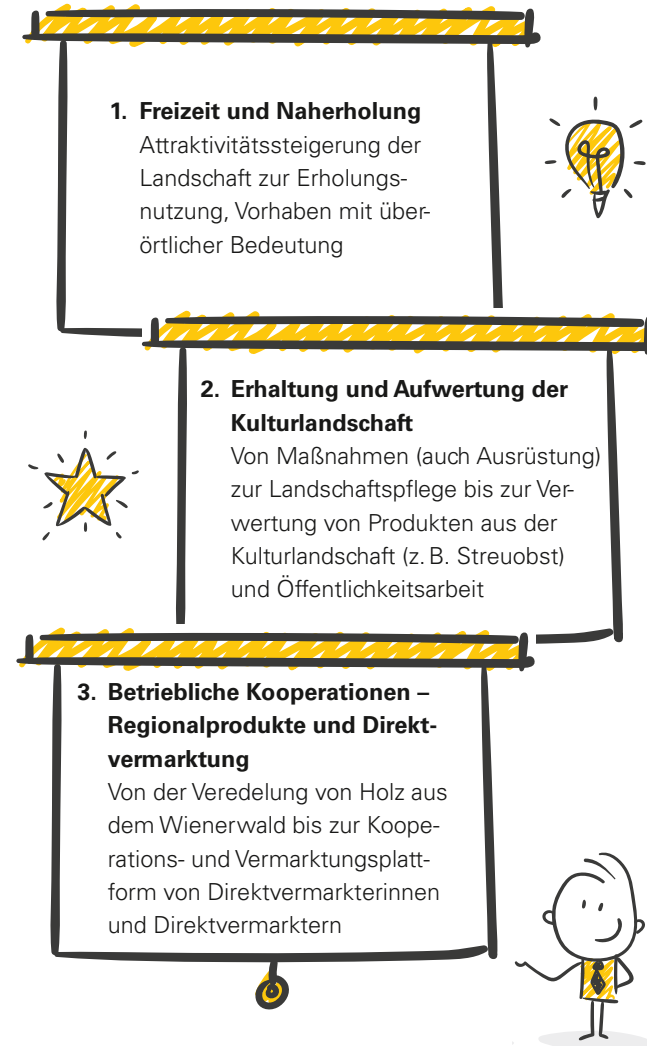 1. Freizeit und Naherholung
Attraktivitätssteigerung der
Landschaft zur Erholungs-
nutzung, Vorhaben mit über-
örtlicher Bedeutung
2. Erhaltung und Aufwertung der
Kulturlandschaft
Von Maßnahmen (auch Ausrüstung)
zur Landschaftspflege bis zur Ver-
wertung von Produkten aus der
Kulturlandschaft (z. B. Streuobst)
und Öffentlichkeitsarbeit
3. Betriebliche Kooperationen –
Regionalprodukte und Direkt-
vermarktung
Von der Veredelung von Holz aus
dem Wienerwald bis zur Koope-
rations- und Vermarktungsplatt-
form von Direktvermarkterinnen
und Direktvermarktern